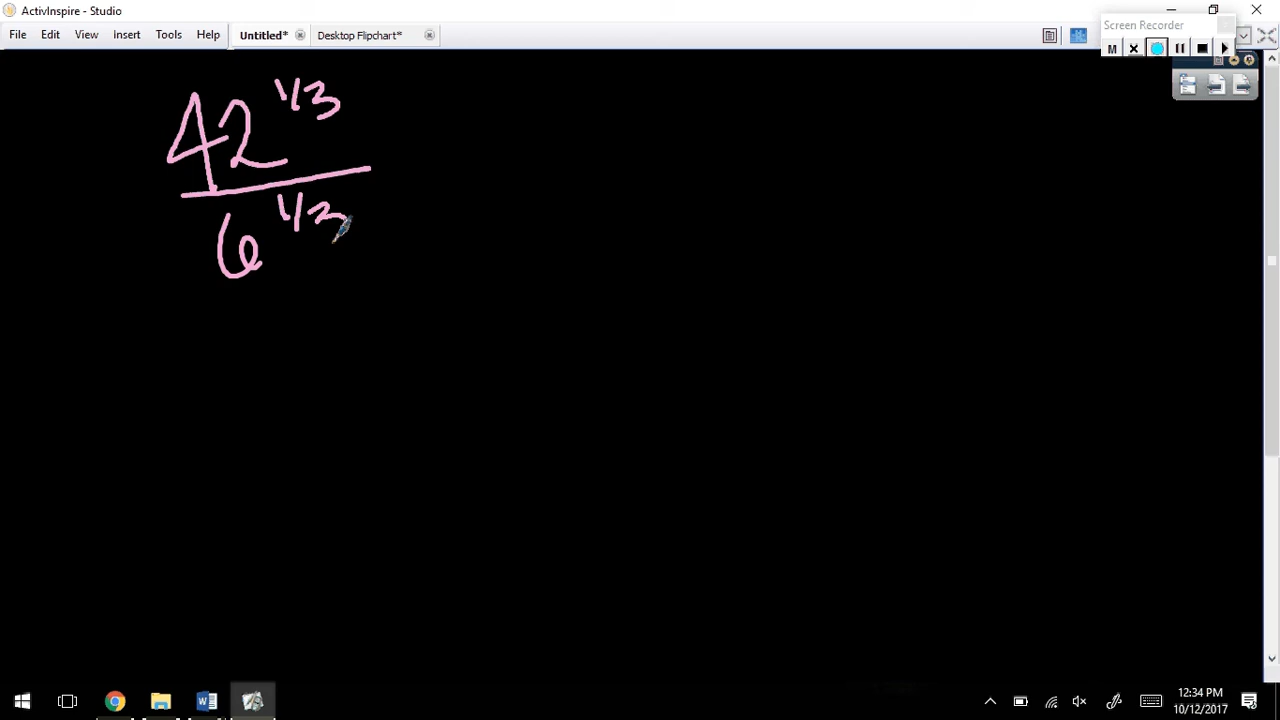 ActivInspire - Studio
Screen Recorder
File Edit View Insert Tools Help Untitled* Desktop Flipchart*
M
42^1/3
6^1/3
12:34 PM
10/12/2017